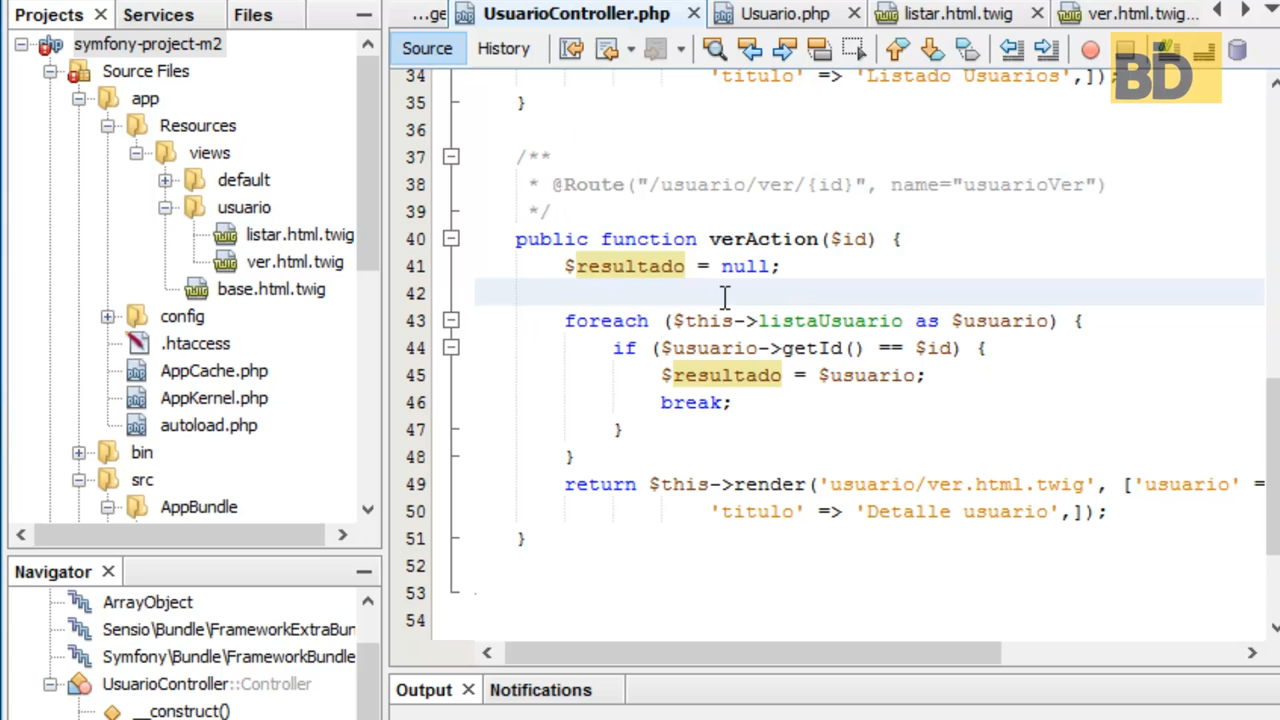 Projects
Services
Files
...ge
UsuarioController.php
Usuario.php
listar.html.twig
ver.html.twig...
symfony-project-m2
Source Files
app
Resources
views
default
usuario
listar.html.twig
ver.html.twig
base.html.twig
config
.htaccess
AppCache.php
AppKernel.php
autoload.php
bin
src
AppBundle
Source
History
BD
34 'titulo' => 'Listado Usuarios',]);
35 }
36
37 /**
38 * @Route("/usuario/ver/{id}", name="usuarioVer")
39 */
40 public function verAction($id) {
41 $resultado = null;
42
43 foreach ($this->listaUsuario as $usuario) {
44 if ($usuario->getId() == $id) {
45 $resultado = $usuario;
46 break;
47 }
48 }
49 return $this->render('usuario/ver.html.twig', ['usuario' =
50 'titulo' => 'Detalle usuario',]);
51 }
52
53
54
Navigator
ArrayObject
Sensio\Bundle\FrameworkExtraBun
Symfony\Bundle\FrameworkBundle
UsuarioController::Controller
__construct()
Output
Notifications